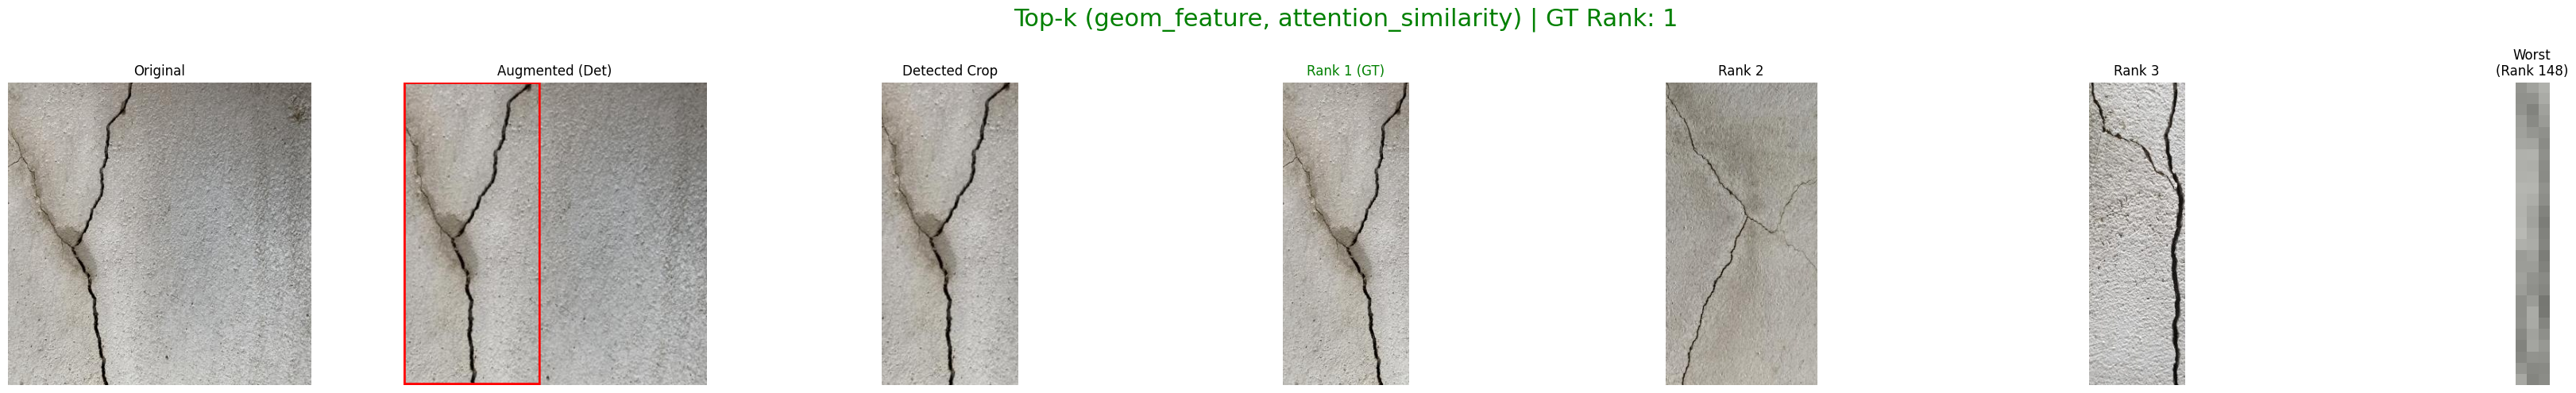 Top-k (geom_feature, attention_similarity) | GT Rank: 1
Original
Augmented (Det)
Detected Crop
Rank 1 (GT)
Rank 2
Rank 3
Worst
(Rank 148)